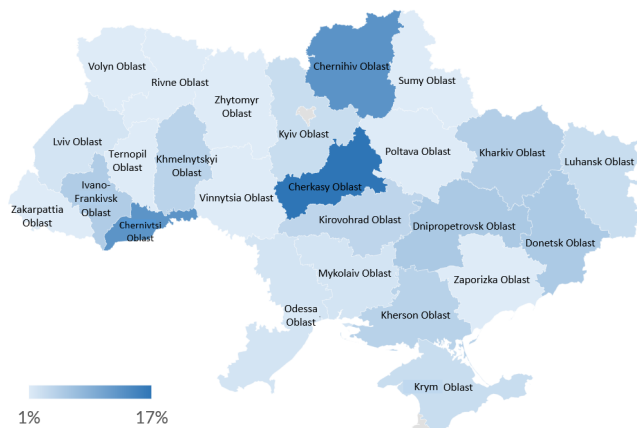 Volyn Oblast
Rivne Oblast
Chernihiv Oblast
Sumy Oblast
Zhytomyr
Oblast
Kyiv Oblast
Lviv Oblast
Ternopil
Oblast
Khmelnytskyi
Oblast
Poltava Oblast
Kharkiv Oblast
Luhansk Oblast
Ivano-
Frankivsk
Oblast
Cherkasy Oblast
Vinnytsia Oblast
Zakarpattia
Oblast
Chernivtsi
Oblast
Kirovohrad Oblast
Dnipropetrovsk Oblast
Donetsk Oblast
Mykolaiv Oblast
Zaporizka Oblast
Odessa
Oblast
Kherson Oblast
Krym Oblast
1%
17%